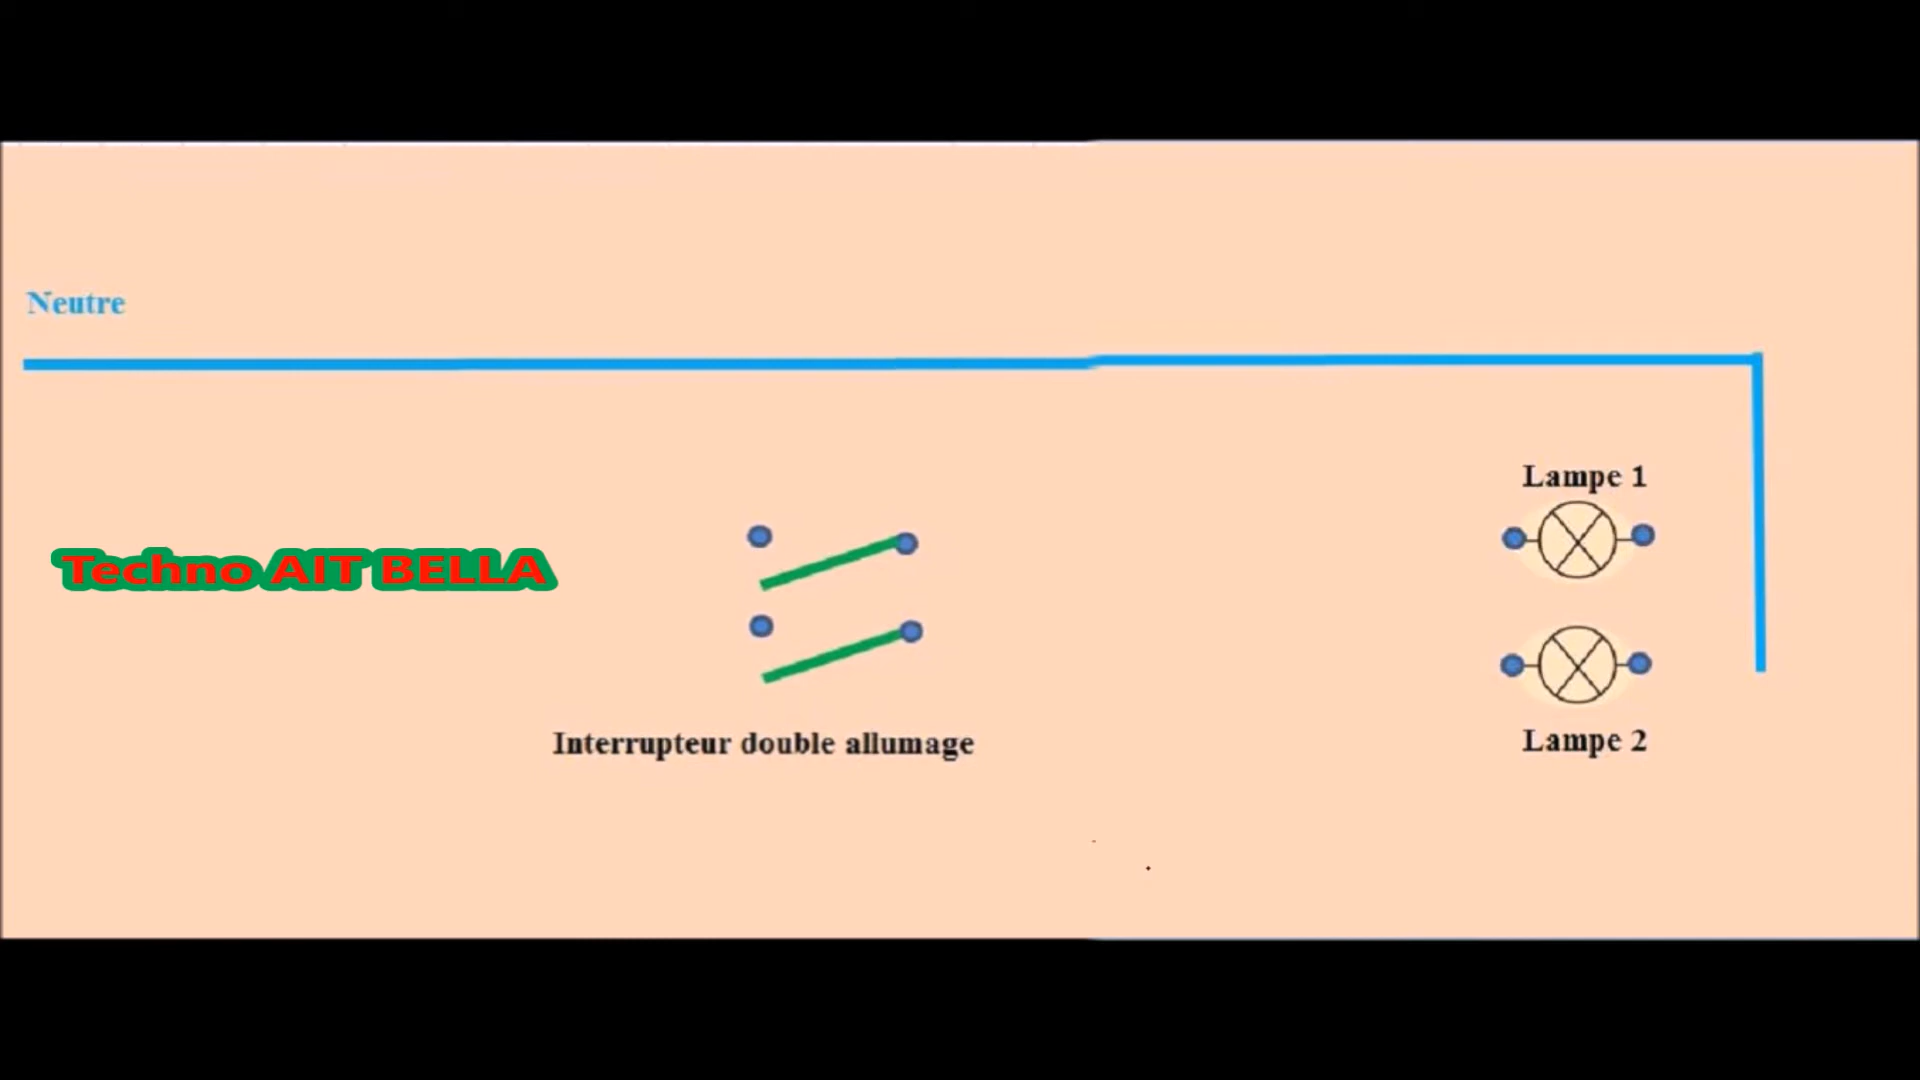 Neutre
Lampe 1
Techno AIT BELLA
Interrupteur double allumage
Lampe 2